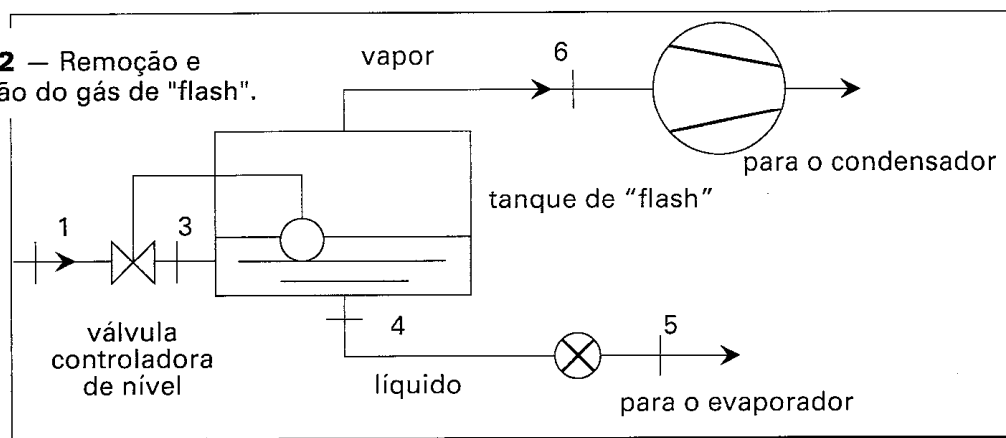 2 — Remoção e
ão do gás de "flash".
vapor
6
para o condensador
tanque de "flash"
1
3
válvula
controladora
de nível
4
líquido
5
para o evaporador